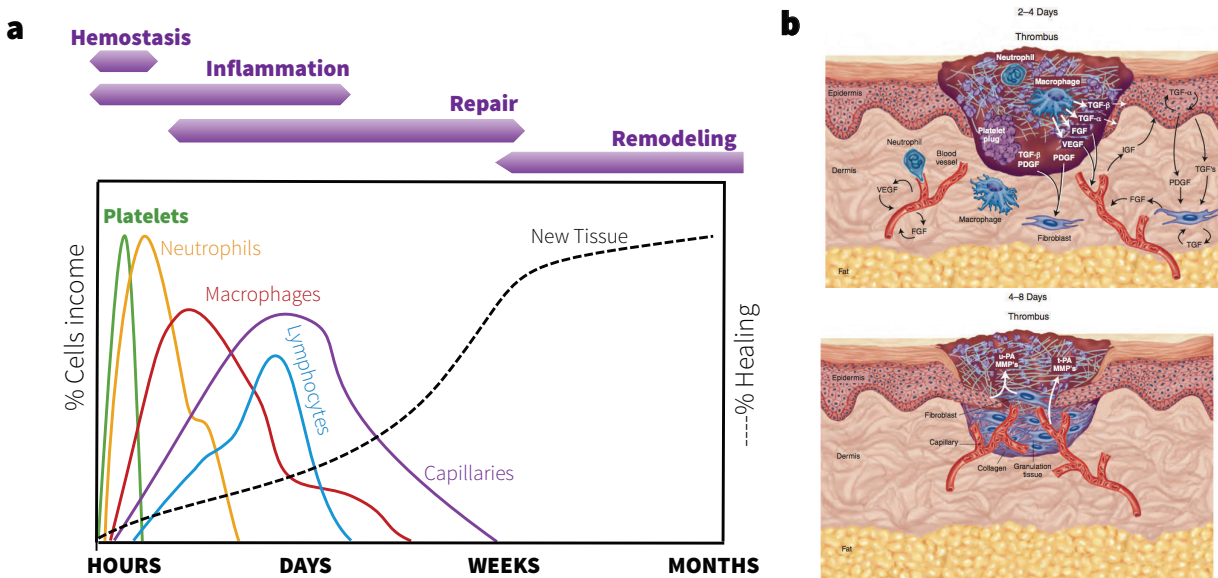 a
Hemostasis
Inflammation
Repair
Remodeling
Platelets
Neutrophils
Macrophages
Lymphocytes
Capillaries
New Tissue
% Cells income
----% Healing
HOURS
DAYS
WEEKS
MONTHS
b
2–4 Days
Thrombus
Neutrophil
Macrophage
TGF-β
TGF-α
FGF
VEGF
Platelet
plug
TGF-β
PDGF
PDGF
Epidermis
Neutrophil
Blood
vessel
Dermis
VEGF
FGF
Macrophage
Fibroblast
IGF
TGF-α
PDGF
TGF's
FGF
TGF
Fat
4–8 Days
Thrombus
u-PA
MMP's
t-PA
MMP's
Epidermis
Fibroblast
Capillary
Dermis
Collagen
Granulation
tissue
Fat